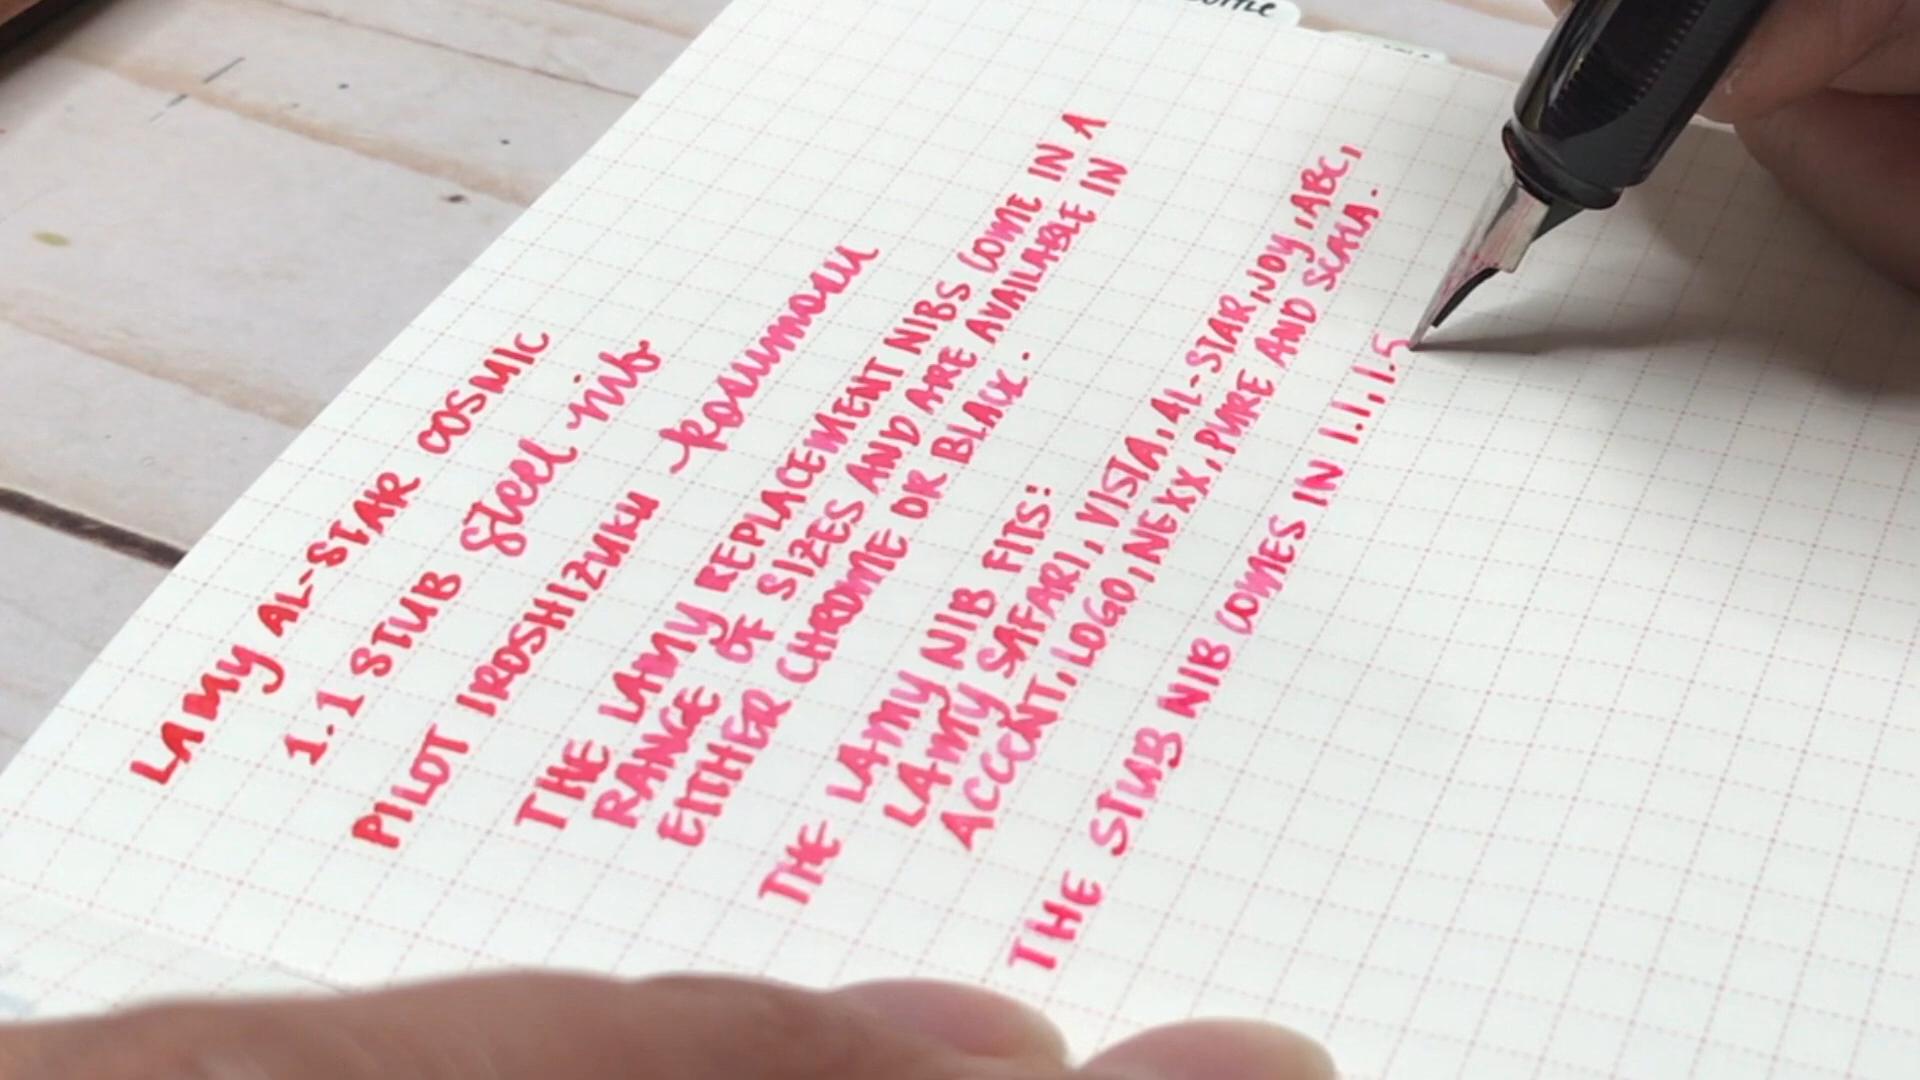 LAMY AL-STAR COSMIC
1.1 STUB Steel nib
PILOT IROSHIZUKU kosumosu
THE LAMY REPLACEMENT NIBS COME IN A
RANGE OF SIZES AND ARE AVAILABLE IN
EITHER CHROME OR BLACK.
THE LAMY NIB FITS:
LAMY SAFARI, VISTA, AL-STAR, JOY, ABC,
ACCENT, LOGO, NEXX, PURE AND SCALA.
THE STUB NIB COMES IN 1.1, 1.5